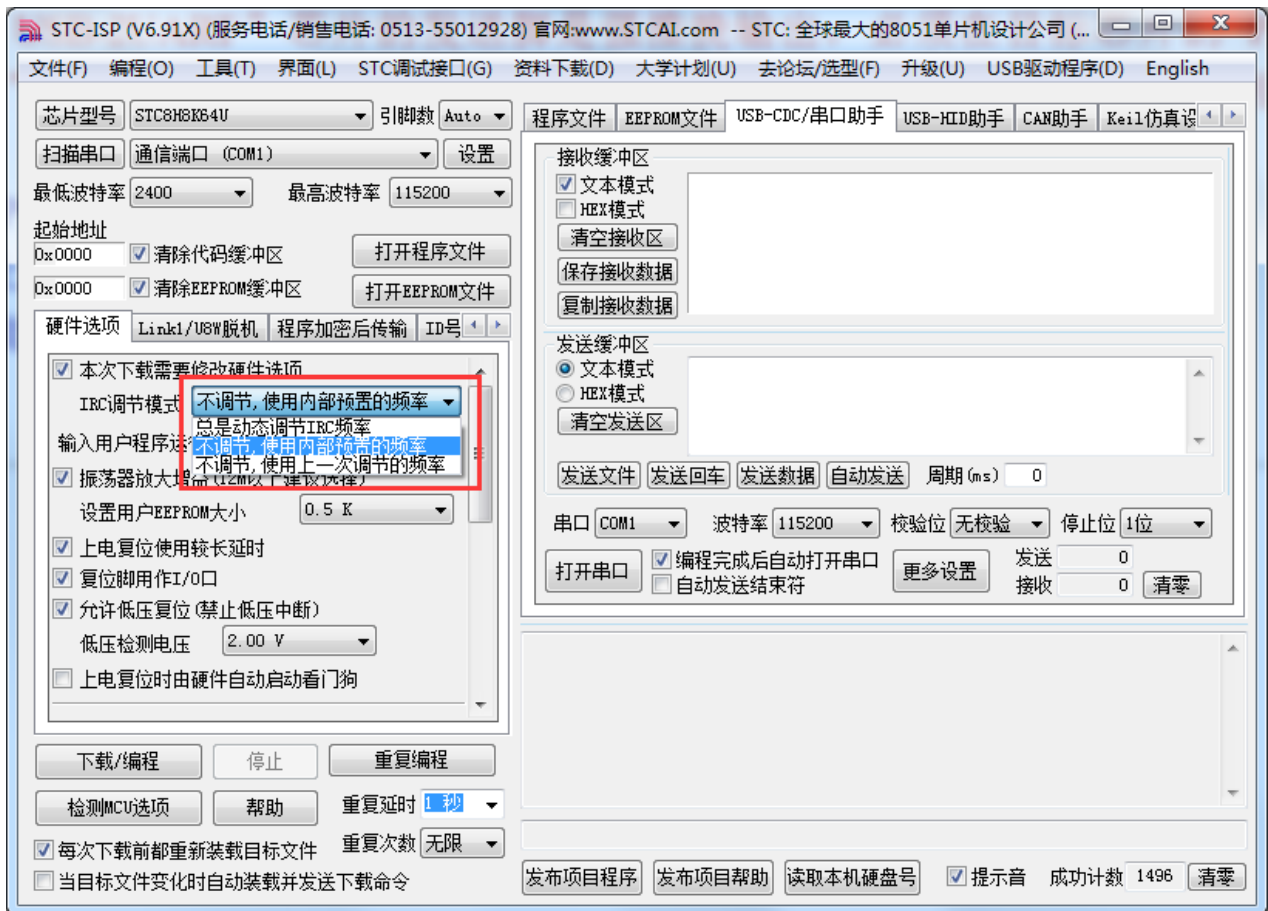 STC-ISP (V6.91X) (服务电话/销售电话: 0513-55012928) 官网:www.STCAI.com -- STC: 全球最大的8051单片机设计公司 (...
文件(F) 编程(O) 工具(T) 界面(L) STC调试接口(G) 资料下载(D) 大学计划(U) 去论坛/选型(F) 升级(U) USB驱动程序(D) English
芯片型号 STC8H8K64U 引脚数 Auto
扫描串口 通信端口 (COM1) 设置
最低波特率 2400 最高波特率 115200
起始地址
0x0000 清除代码缓冲区 打开程序文件
0x0000 清除EEPROM缓冲区 打开EEPROM文件
硬件选项 Link1/U8W脱机 程序加密后传输 ID号
本次下载需要修改硬件选项
IRC调节模式 不调节,使用内部预置的频率
总是动态调节IRC频率
输入用户程序运 不调节,使用内部预置的频率
不调节,使用上一次调节的频率
振荡器放大增益(12M以上建议选择)
设置用户EEPROM大小 0.5 K
上电复位使用较长延时
复位脚用作I/O口
允许低压复位(禁止低压中断)
低压检测电压 2.00 V
上电复位时由硬件自动启动看门狗
下载/编程 停止 重复编程
检测MCU选项 帮助 重复延时 1 秒
每次下载前都重新装载目标文件 重复次数 无限
当目标文件变化时自动装载并发送下载命令
程序文件 EEPROM文件 USB-CDC/串口助手 USB-HID助手 CAN助手 Keil仿真设
接收缓冲区
文本模式
HEX模式
清空接收区
保存接收数据
复制接收数据
发送缓冲区
文本模式
HEX模式
清空发送区
发送文件 发送回车 发送数据 自动发送 周期(ms) 0
串口 COM1 波特率 115200 校验位 无校验 停止位 1位
打开串口 编程完成后自动打开串口 更多设置 发送 0
自动发送结束符 接收 0 清零
发布项目程序 发布项目帮助 读取本机硬盘号 提示音 成功计数 1496 清零